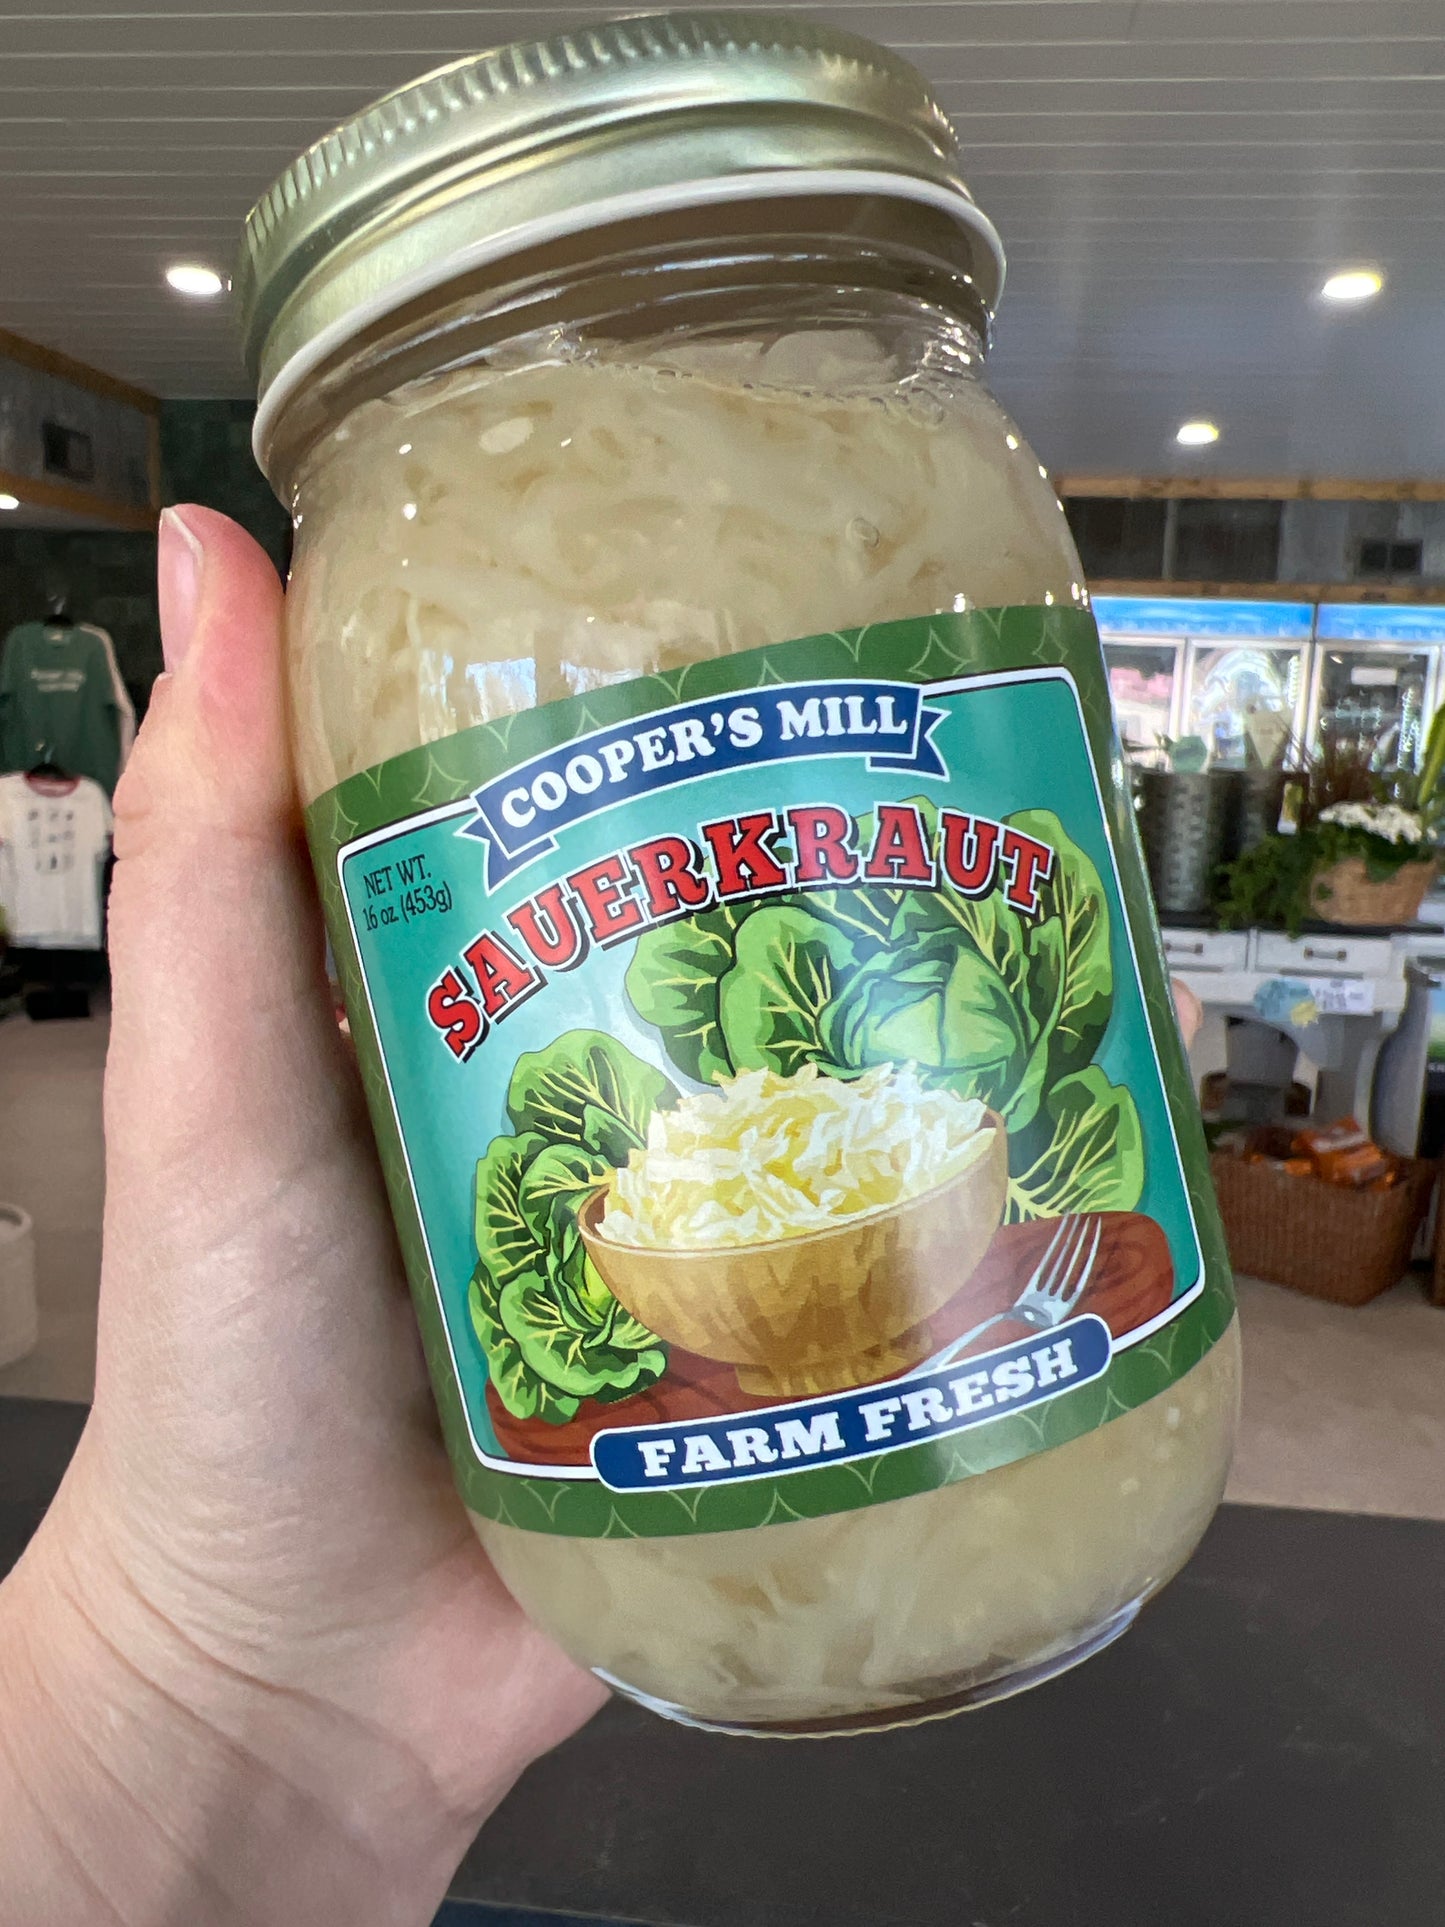 COOPER'S MILL
SAUERKRAUT
NET WT.
16 oz. (453g)
FARM FRESH